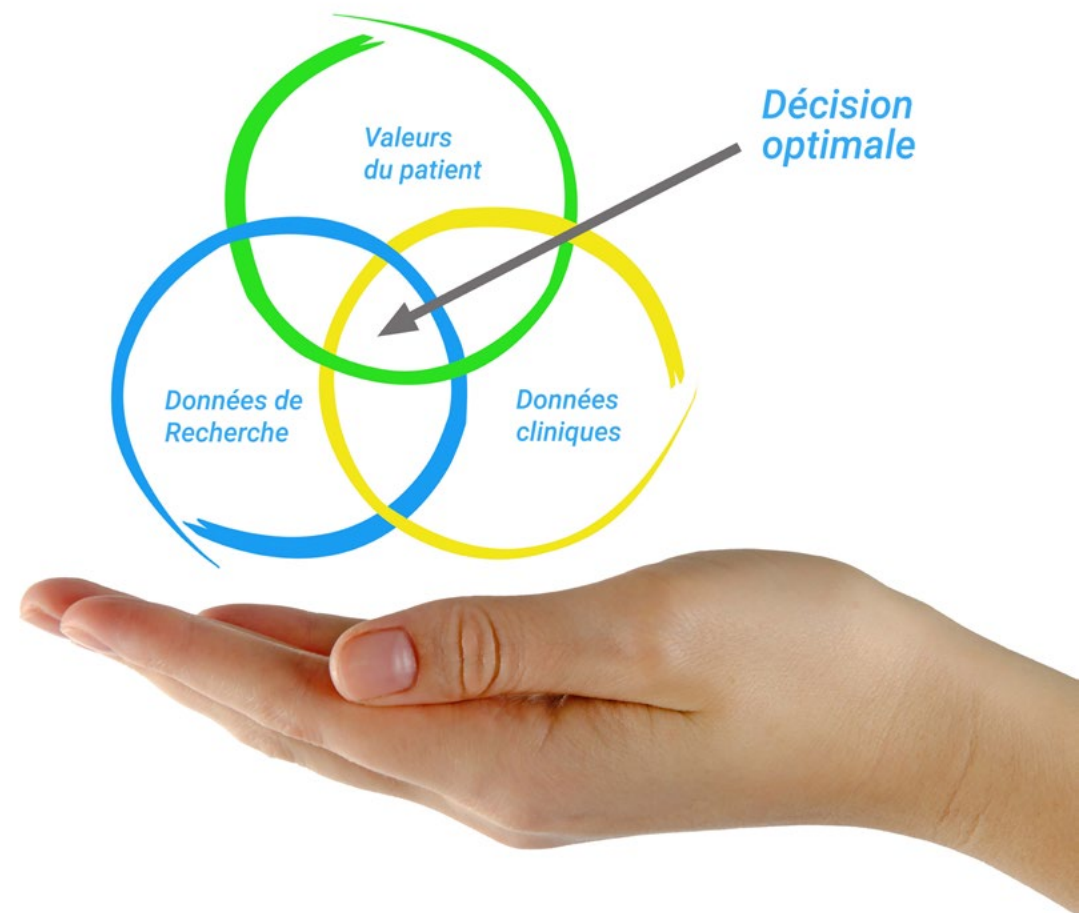 Décision
optimale
Valeurs
du patient
Données de
Recherche
Données
cliniques